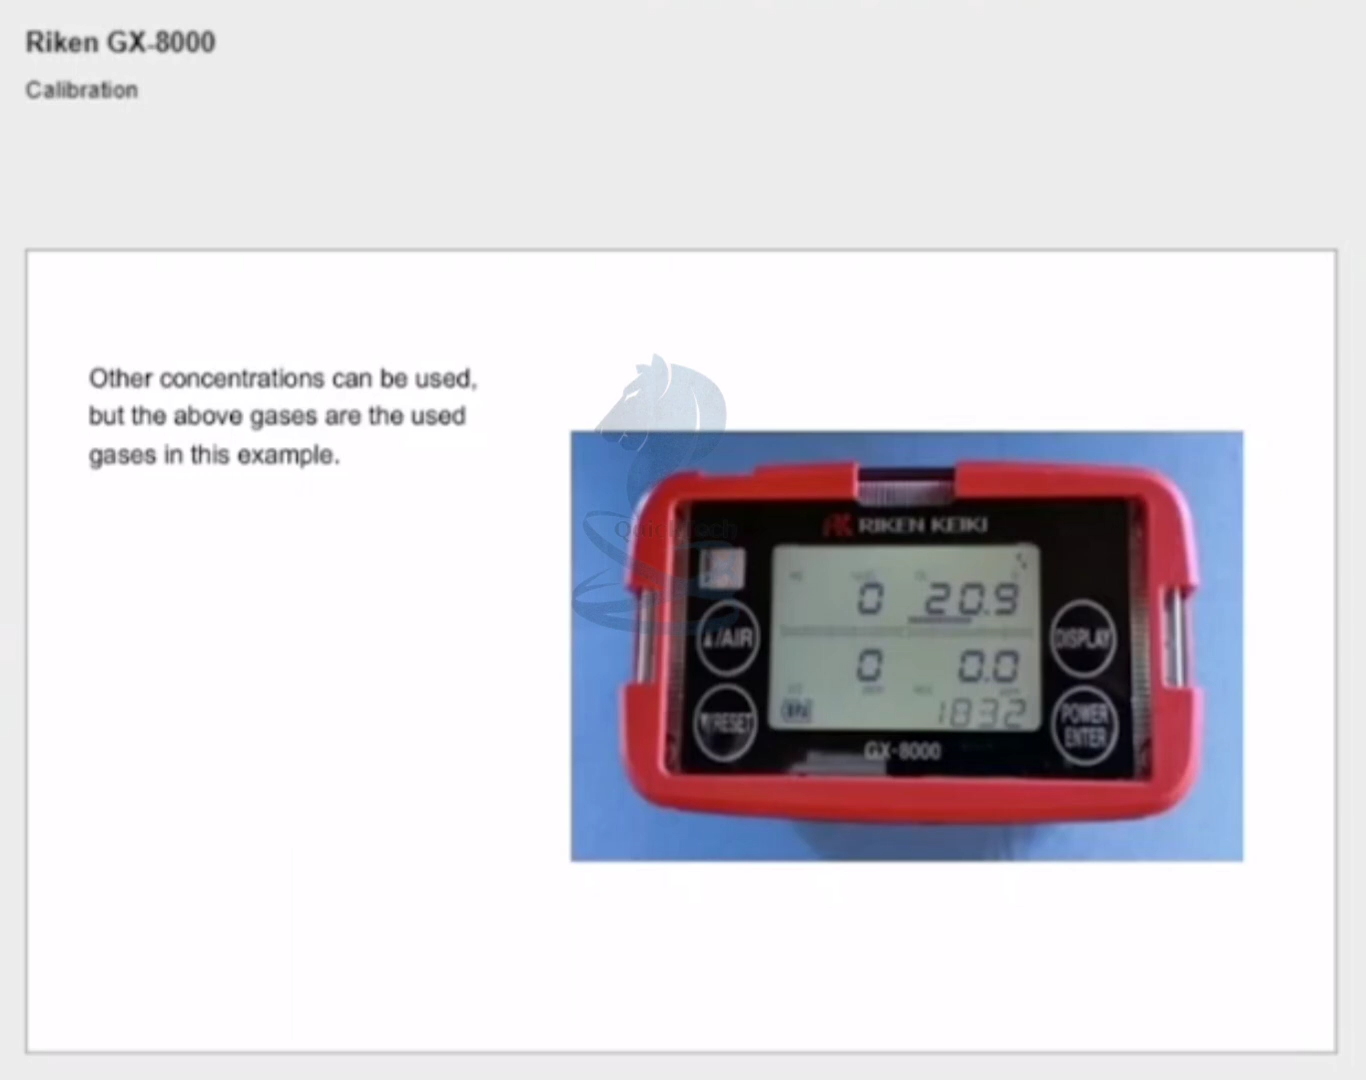 Riken GX-8000
Calibration
Other concentrations can be used,
but the above gases are the used
gases in this example.
RIKEN KEIKI
0 20.9
▲/AIR
DISPLAY
0 0.0
▼/RESET
1832
POWER
ENTER
GX-8000